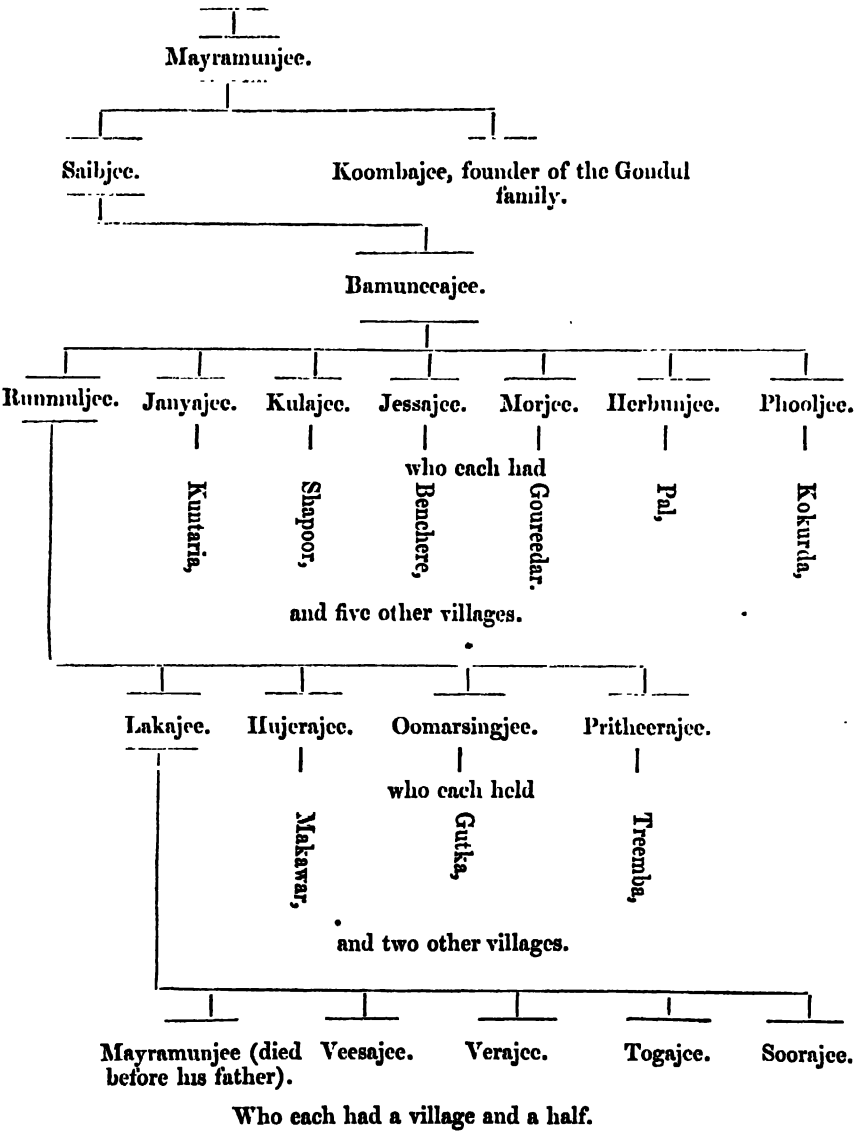 Mayramunjee.
Saibjee. Koombajee, founder of the Gondul
family.
Bamuneeajee.
Runmuljee. Janyajee. Kulajee. Jessajee. Morjee. Herbunjee. Phooljee.
who each had
Kuntaria, Shapoor, Benchere, Goureedar. Pal, Kokurda,
and five other villages.
Lakajee. Hujerajee. Oomarsingjee. Pritheerajee.
who each held
Makawar, Gutka, Treemba,
and two other villages.
Mayramunjee (died Veesajee. Verajee. Togajee. Soorajee.
before his father).
Who each had a village and a half.